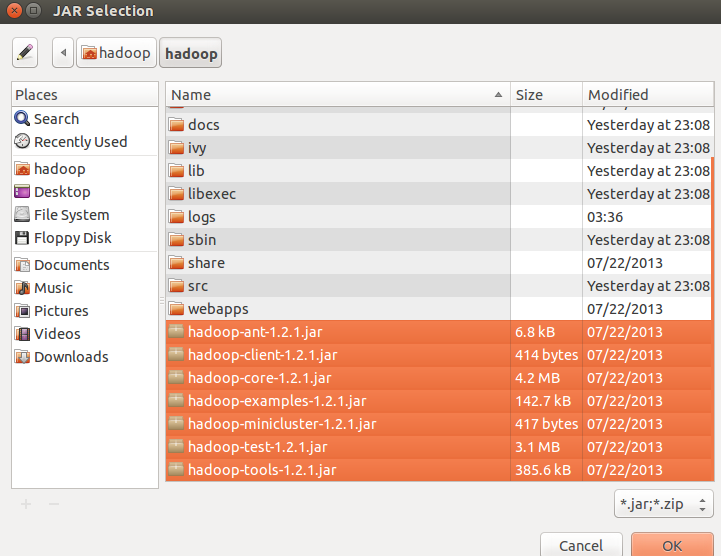 JAR Selection
hadoop hadoop
Places
Search
Recently Used
hadoop
Desktop
File System
Floppy Disk
Documents
Music
Pictures
Videos
Downloads
Name Size Modified
docs Yesterday at 23:08
ivy Yesterday at 23:08
lib Yesterday at 23:08
libexec Yesterday at 23:08
logs 03:36
sbin Yesterday at 23:08
share 07/22/2013
src Yesterday at 23:08
webapps 07/22/2013
hadoop-ant-1.2.1.jar 6.8 kB 07/22/2013
hadoop-client-1.2.1.jar 414 bytes 07/22/2013
hadoop-core-1.2.1.jar 4.2 MB 07/22/2013
hadoop-examples-1.2.1.jar 142.7 kB 07/22/2013
hadoop-minicluster-1.2.1.jar 417 bytes 07/22/2013
hadoop-test-1.2.1.jar 3.1 MB 07/22/2013
hadoop-tools-1.2.1.jar 385.6 kB 07/22/2013
*.jar;*.zip
Cancel OK